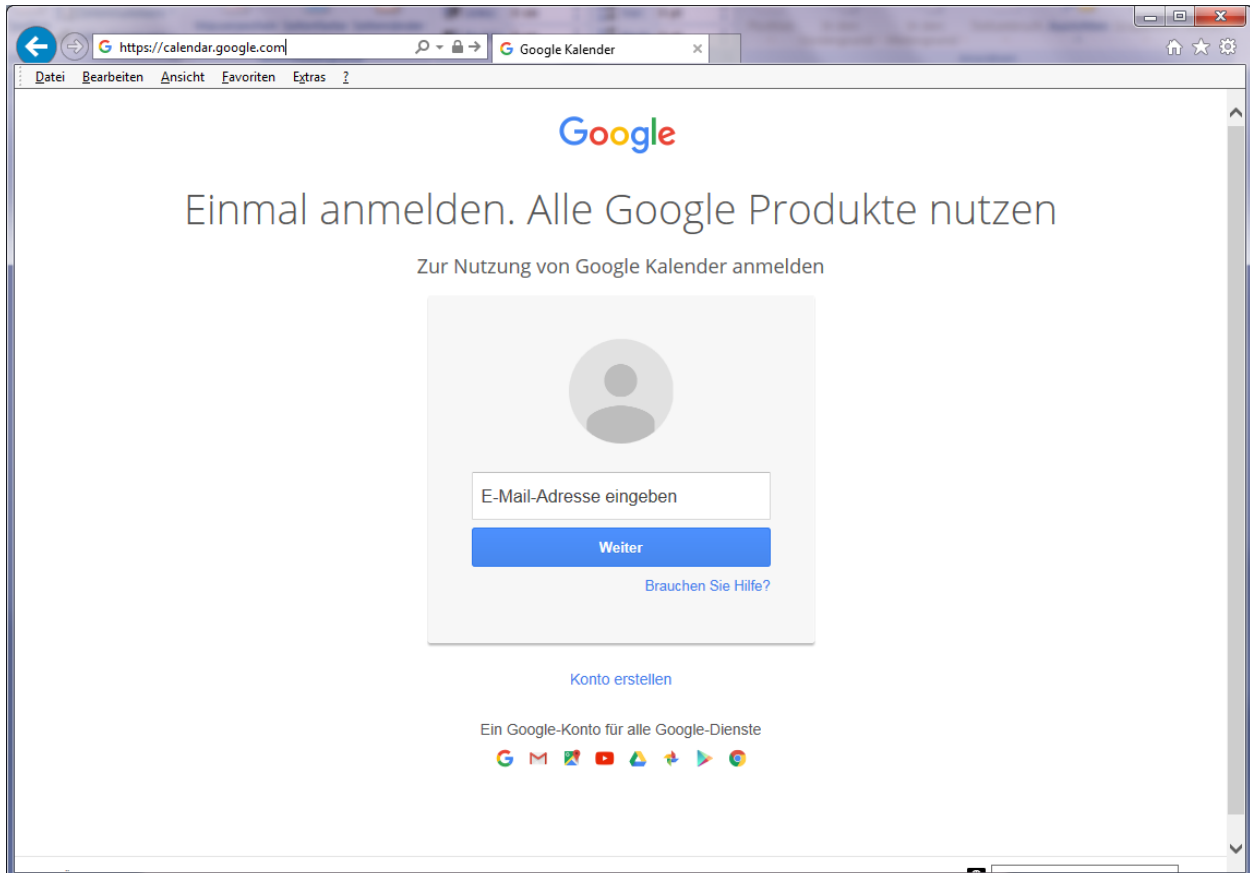 https://calendar.google.com
Google Kalender
Datei Bearbeiten Ansicht Favoriten Extras ?
Google
Einmal anmelden. Alle Google Produkte nutzen
Zur Nutzung von Google Kalender anmelden
E-Mail-Adresse eingeben
Weiter
Brauchen Sie Hilfe?
Konto erstellen
Ein Google-Konto für alle Google-Dienste